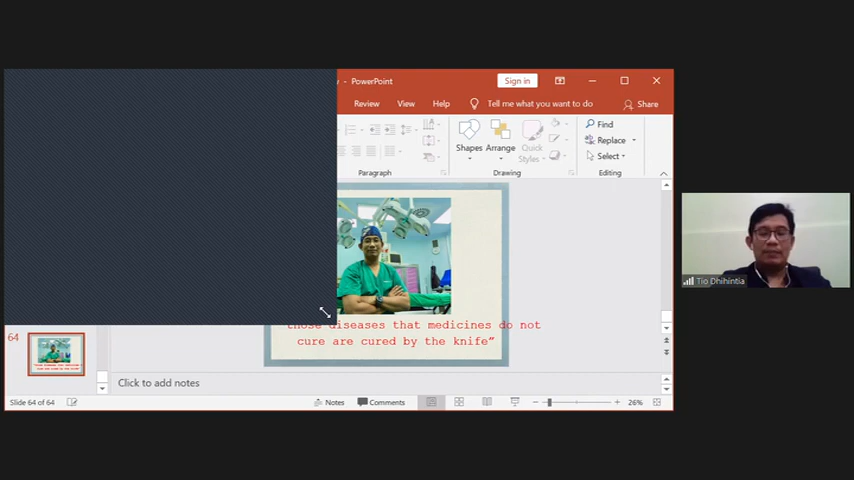 PowerPoint
Sign in
Review View Help Tell me what you want to do Share
Shapes Arrange Quick Styles
Find
Replace
Select
Paragraph Drawing Editing
those diseases that medicines do not
cure are cured by the knife”
64
Click to add notes
Slide 64 of 64 Notes Comments 26%
Tio Dhihintia